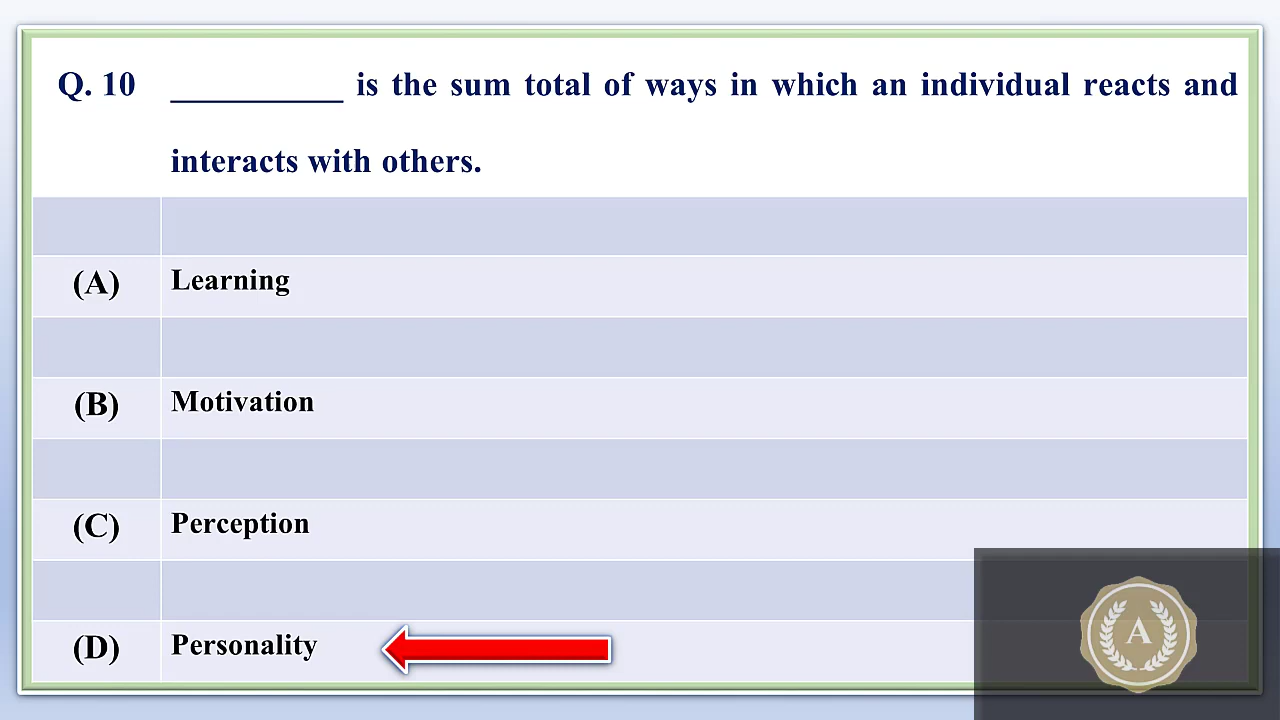 Q. 10 __________ is the sum total of ways in which an individual reacts and
interacts with others.
(A) Learning
(B) Motivation
(C) Perception
(D) Personality
A